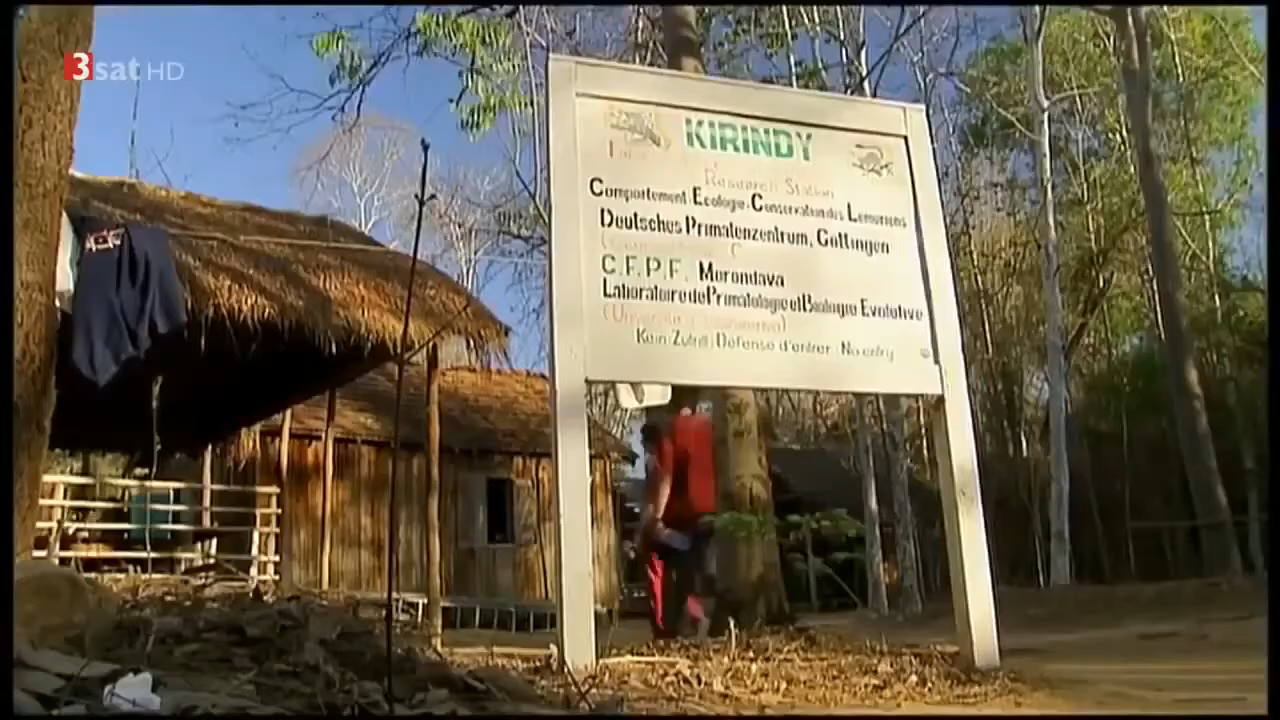 3sat HD
KIRINDY
Research Station
Comportement.Ecologie.Conservation des Lemuriens
Deutsches Primatenzentrum, Gottingen
C.F.P.F. Morondava
Laboratoire de Primatologie et Biologie Evolutive
Kein Zutritt. Défense d'entrer. No entry